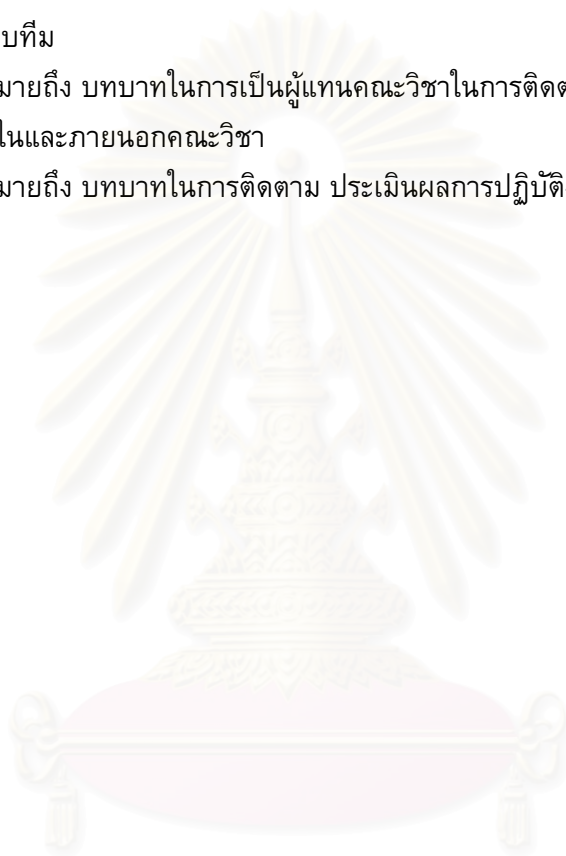 บทีม
มายถึง บทบาทในการเป็นผู้แทนคณะวิชาในการติดต
ในและภายนอกคณะวิชา
มายถึง บทบาทในการติดตาม ประเมินผลการปฏิบัติ